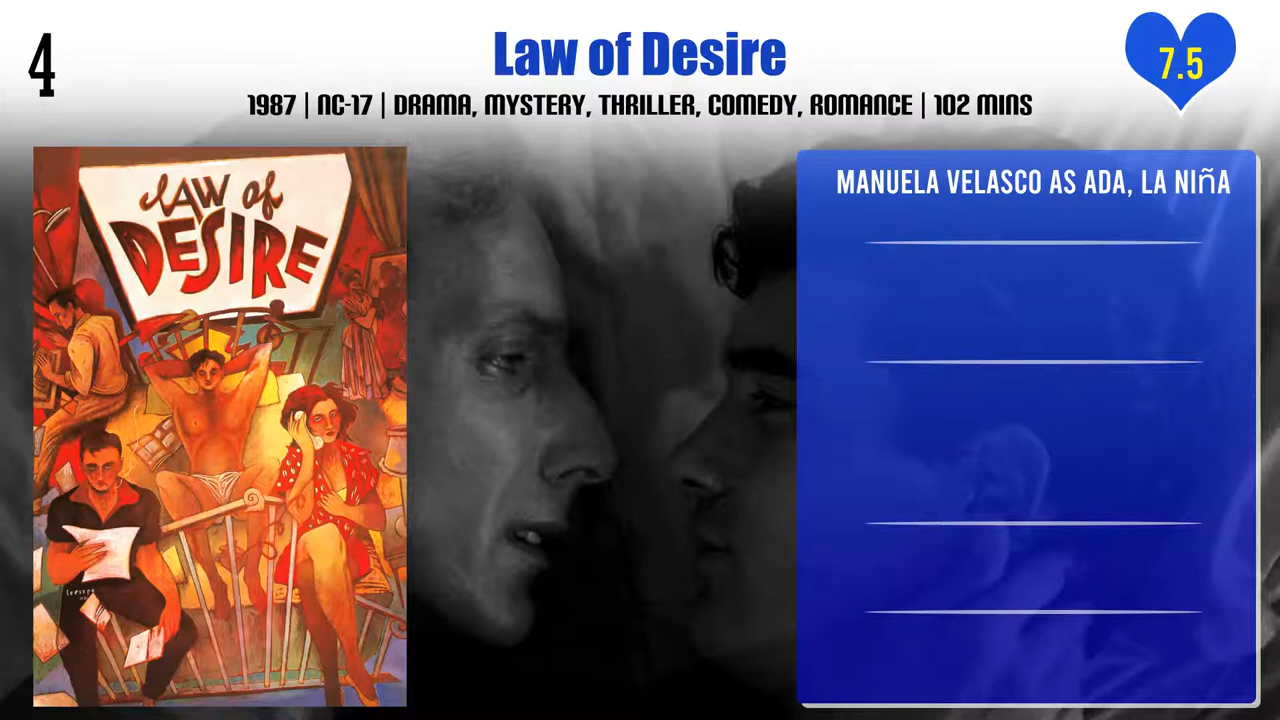 4
Law of Desire
7.5
1987 | NC-17 | DRAMA, MYSTERY, THRILLER, COMEDY, ROMANCE | 102 MINS
LAW of
DESIRE
MANUELA VELASCO AS ADA, LA NIñA